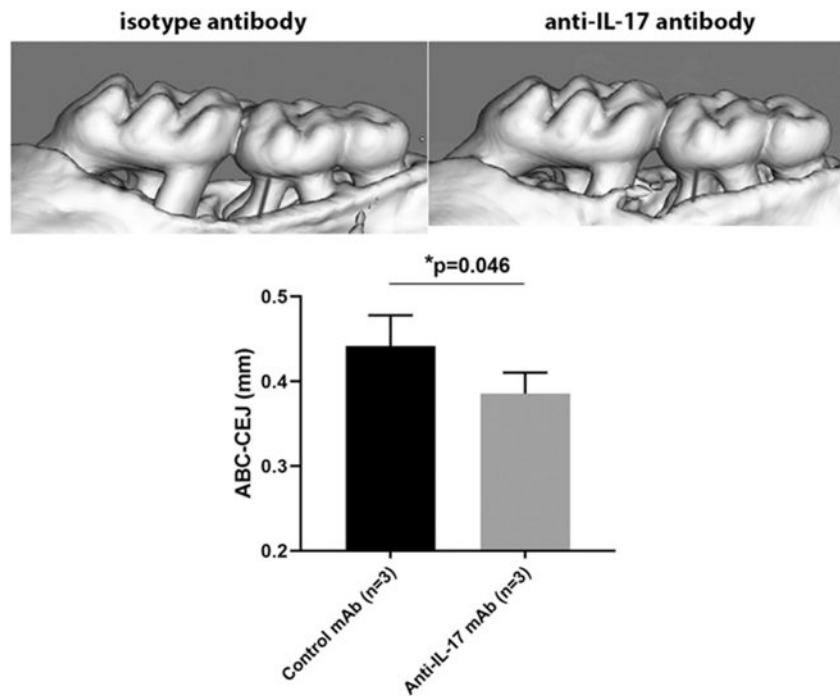 isotype antibody
anti-IL-17 antibody
*p=0.046
0.5
0.4
0.3
0.2
ABC-CEJ (mm)
Control mAb (n=3)
Anti-IL-17 mAb (n=3)